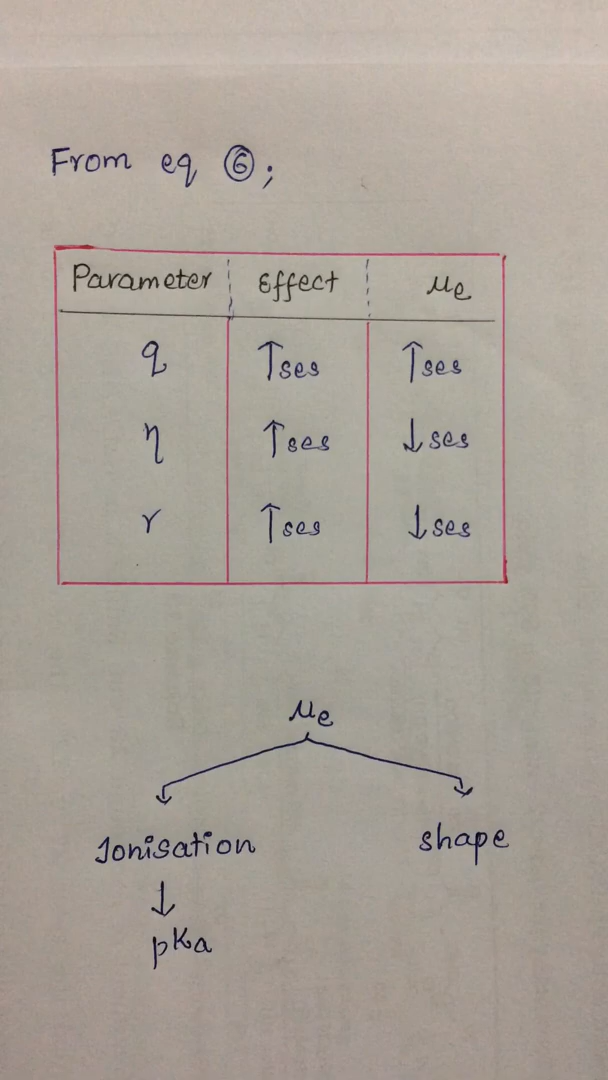 From eq ⑥;
Parameter Effect μe
q ↑ses ↑ses
η ↑ses ↓ses
r ↑ses ↓ses
μe
Ionisation shape
↓
pKa